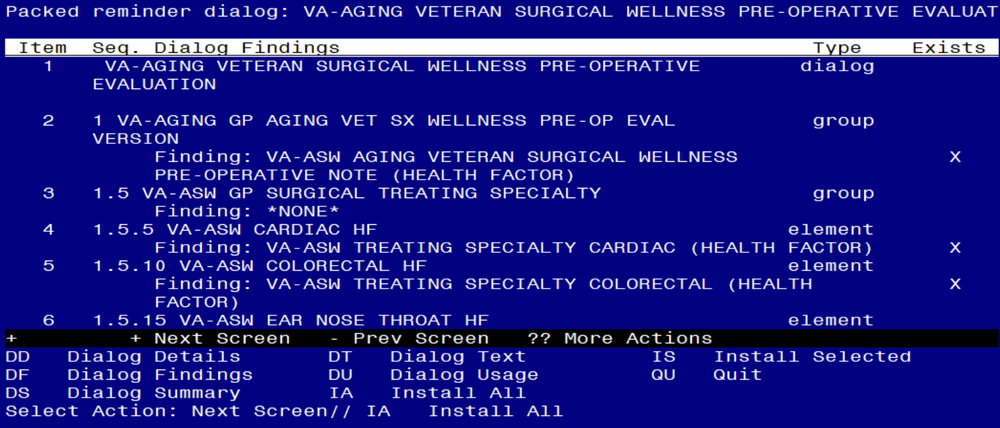 Packed reminder dialog: VA-AGING VETERAN SURGICAL WELLNESS PRE-OPERATIVE EVALUAT
Item Seq. Dialog Findings Type Exists
1 VA-AGING VETERAN SURGICAL WELLNESS PRE-OPERATIVE dialog
EVALUATION
2 1 VA-AGING GP AGING VET SX WELLNESS PRE-OP EVAL group
VERSION
Finding: VA-ASW AGING VETERAN SURGICAL WELLNESS X
PRE-OPERATIVE NOTE (HEALTH FACTOR)
3 1.5 VA-ASW GP SURGICAL TREATING SPECIALTY group
Finding: *NONE*
4 1.5.5 VA-ASW CARDIAC HF element
Finding: VA-ASW TREATING SPECIALTY CARDIAC (HEALTH FACTOR) X
5 1.5.10 VA-ASW COLORECTAL HF element
Finding: VA-ASW TREATING SPECIALTY COLORECTAL (HEALTH X
FACTOR)
6 1.5.15 VA-ASW EAR NOSE THROAT HF element
+ + Next Screen - Prev Screen ?? More Actions
DD Dialog Details DT Dialog Text IS Install Selected
DF Dialog Findings DU Dialog Usage QU Quit
DS Dialog Summary IA Install All
Select Action: Next Screen// IA Install All